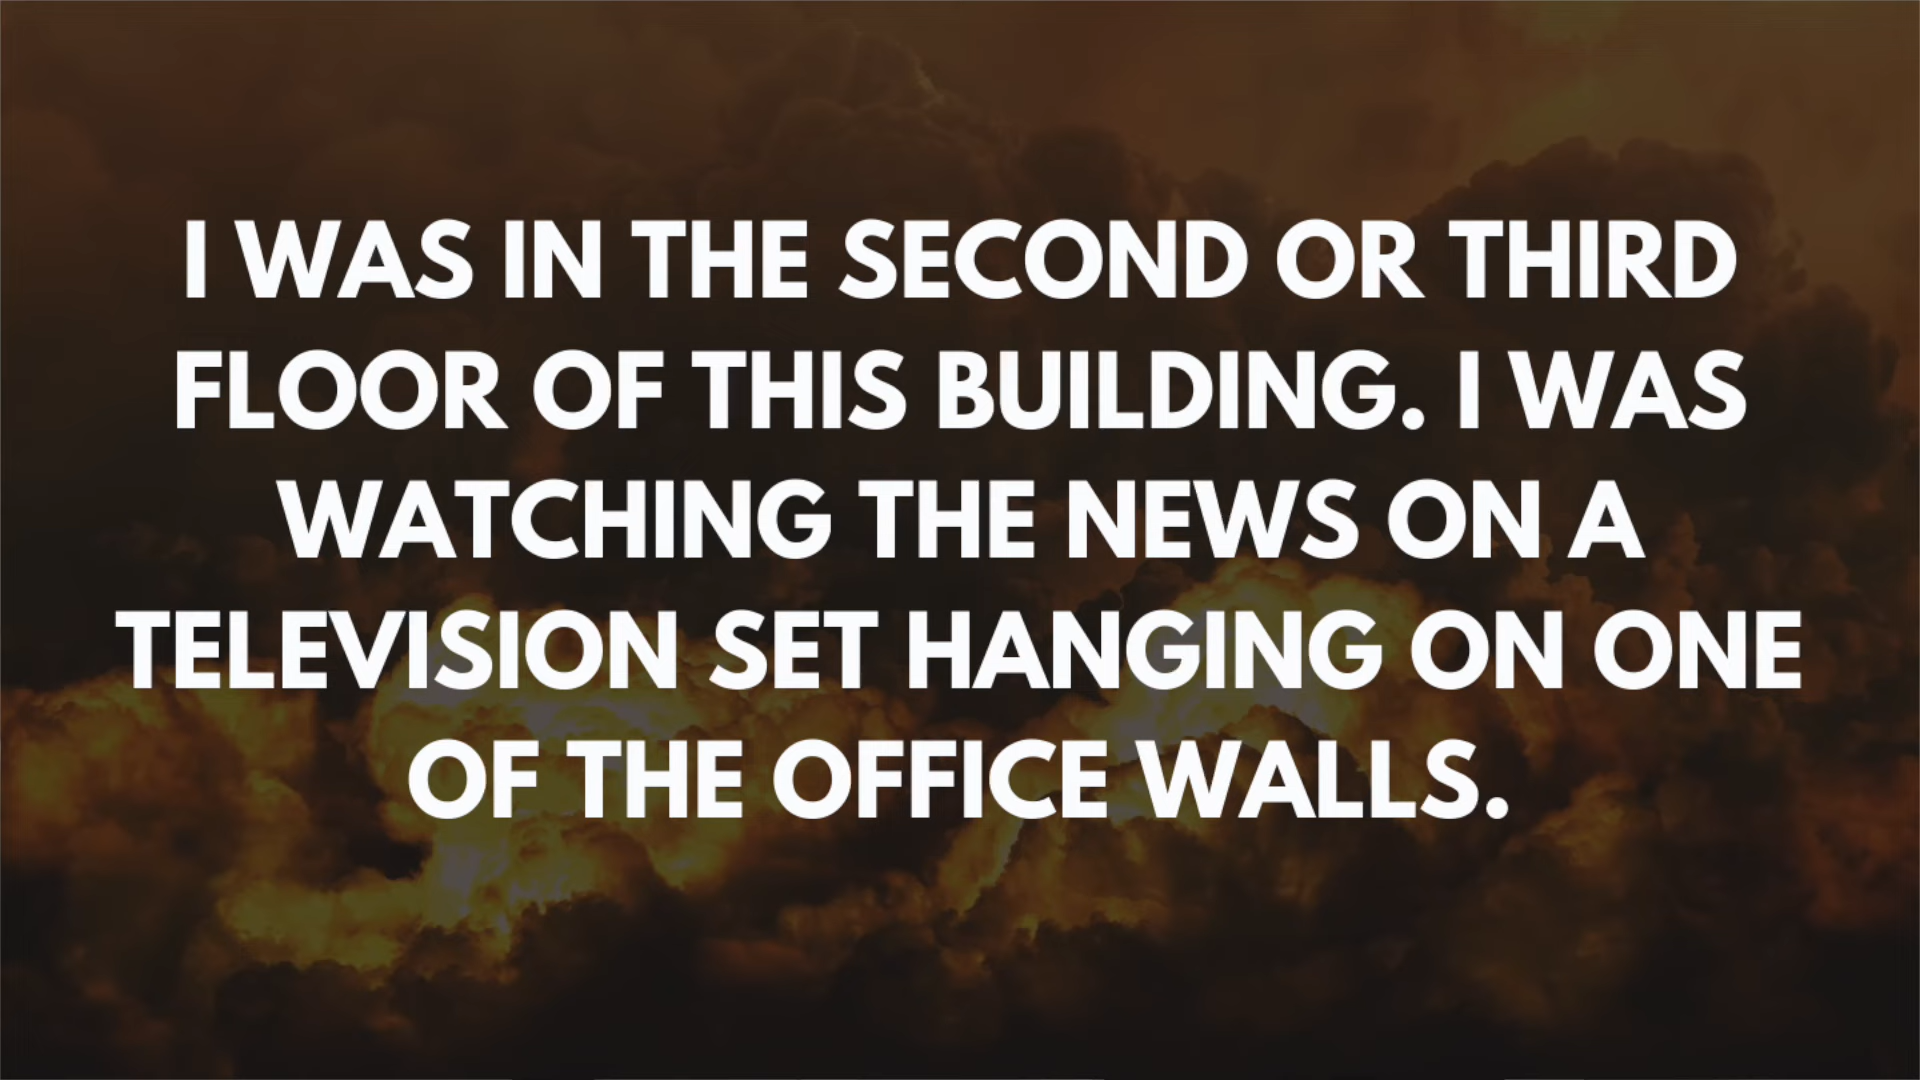 I WAS IN THE SECOND OR THIRD
FLOOR OF THIS BUILDING. I WAS
WATCHING THE NEWS ON A
TELEVISION SET HANGING ON ONE
OF THE OFFICE WALLS.